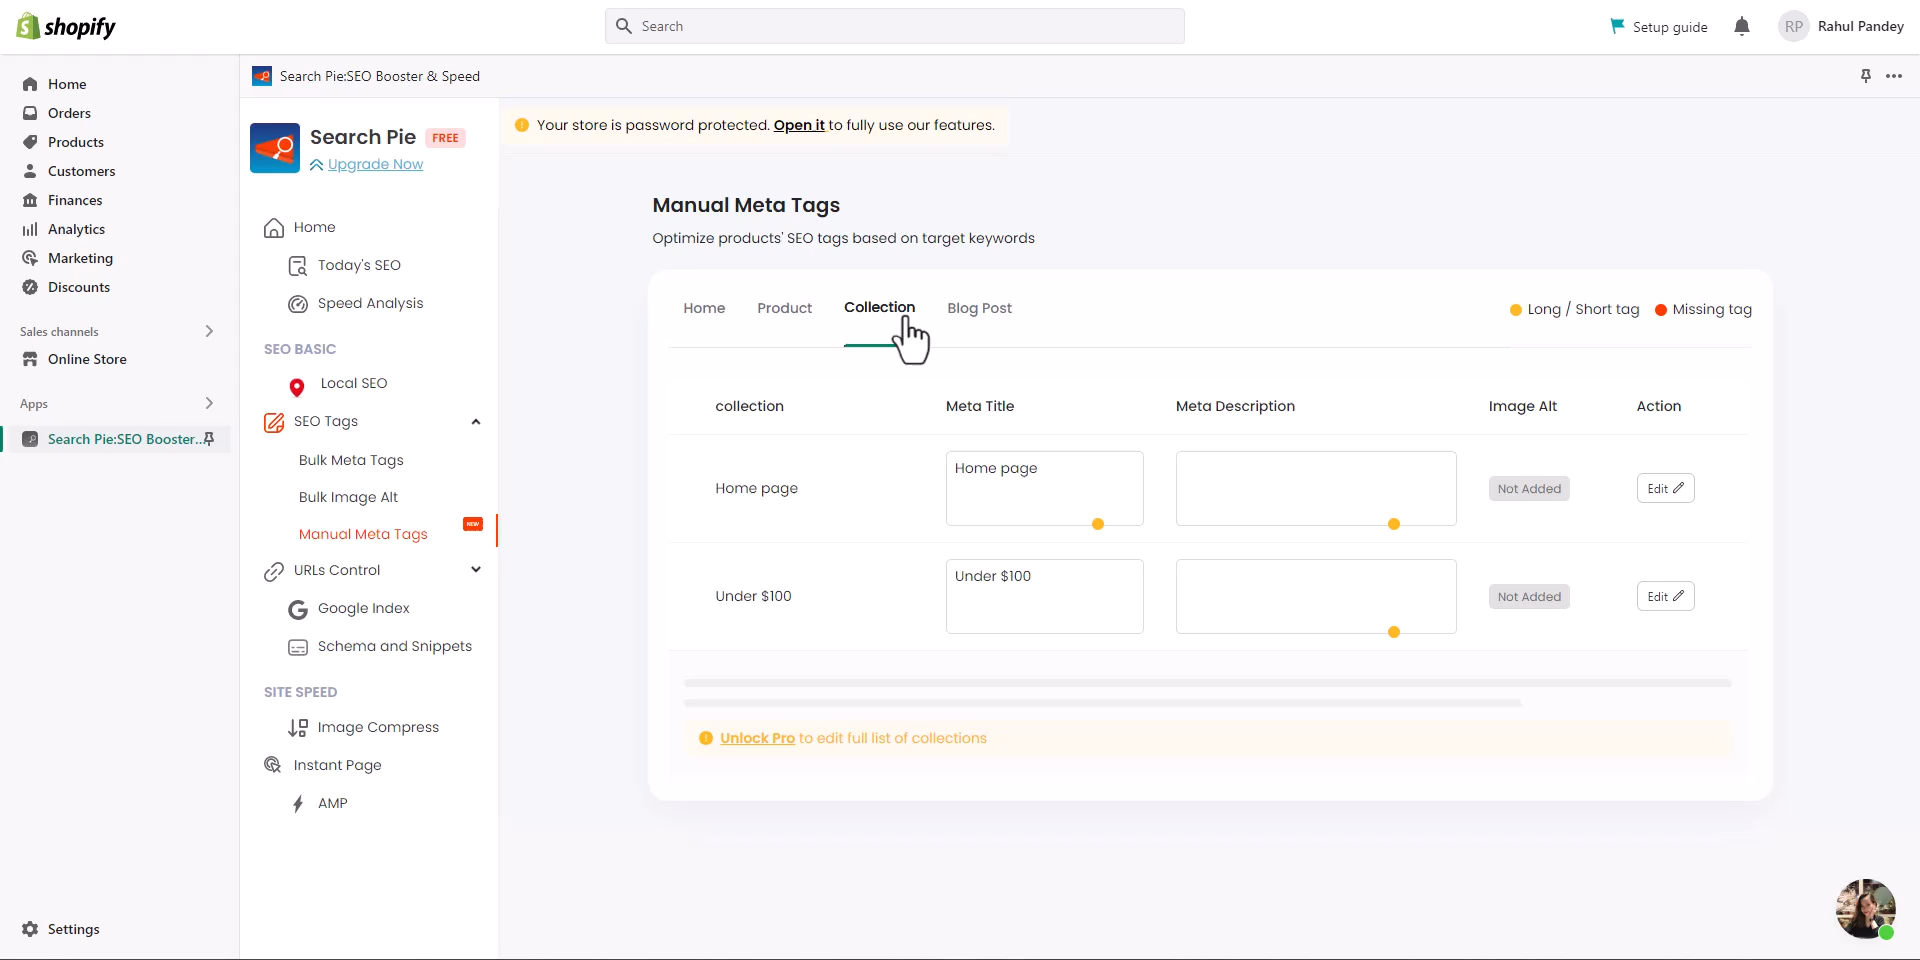 shopify
Search
Setup guide
RP
Rahul Pandey
Home
Orders
Products
Customers
Finances
Analytics
Marketing
Discounts
Sales channels
Online Store
Apps
Search Pie:SEO Booster...
Settings
Search Pie:SEO Booster & Speed
Search Pie FREE
Upgrade Now
Home
Today's SEO
Speed Analysis
SEO BASIC
Local SEO
SEO Tags
Bulk Meta Tags
Bulk Image Alt
Manual Meta Tags NEW
URLs Control
Google Index
Schema and Snippets
SITE SPEED
Image Compress
Instant Page
AMP
Your store is password protected. Open it to fully use our features.
Manual Meta Tags
Optimize products' SEO tags based on target keywords
Home Product Collection Blog Post
Long / Short tag Missing tag
collection Meta Title Meta Description Image Alt Action
Home page Home page Not Added Edit
Under $100 Under $100 Not Added Edit
Unlock Pro to edit full list of collections